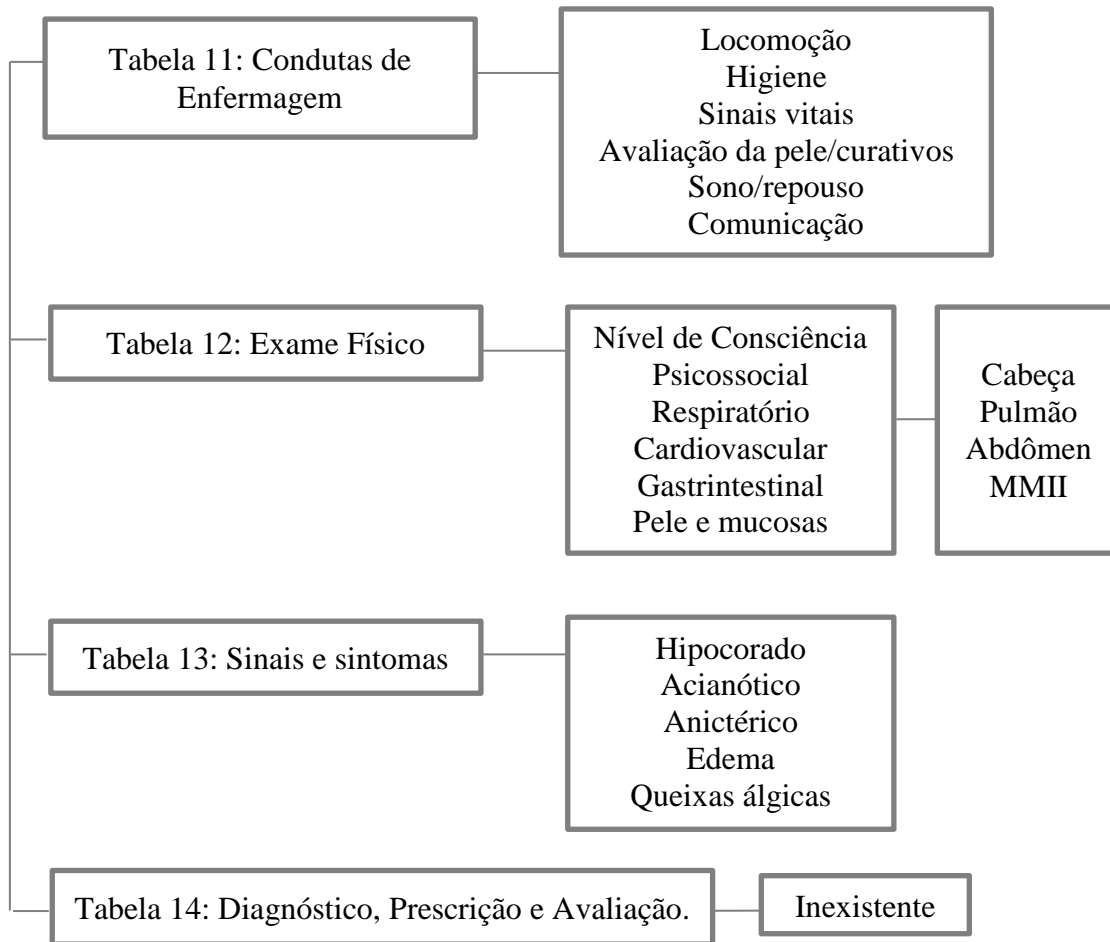 Tabela 11: Condutas de
Enfermagem
Locomoção
Higiene
Sinais vitais
Avaliação da pele/curativos
Sono/repouso
Comunicação
Tabela 12: Exame Físico
Nível de Consciência
Psicossocial
Respiratório
Cardiovascular
Gastrintestinal
Pele e mucosas
Cabeça
Pulmão
Abdômen
MMII
Tabela 13: Sinais e sintomas
Hipocorado
Acianótico
Anictérico
Edema
Queixas álgicas
Tabela 14: Diagnóstico, Prescrição e Avaliação.
Inexistente